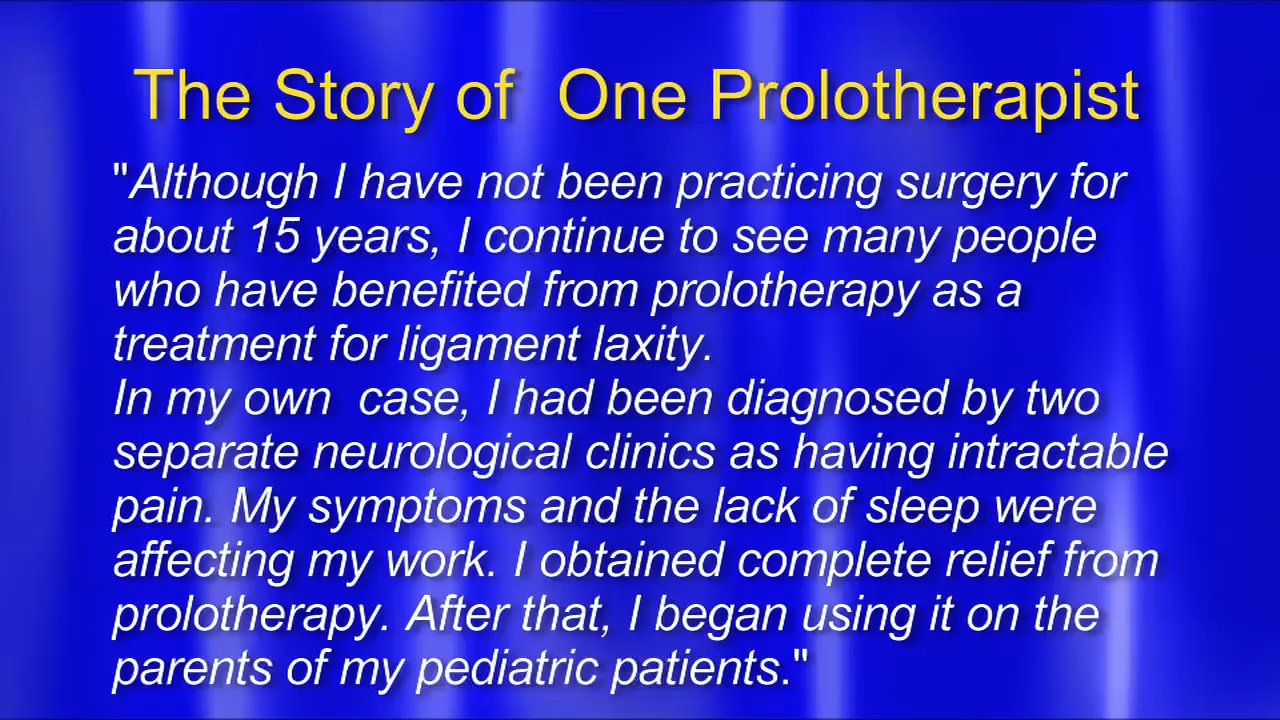 The Story of  One Prolotherapist
"Although I have not been practicing surgery for
about 15 years, I continue to see many people
who have benefited from prolotherapy as a
treatment for ligament laxity.
In my own  case, I had been diagnosed by two
separate neurological clinics as having intractable
pain. My symptoms and the lack of sleep were
affecting my work. I obtained complete relief from
prolotherapy. After that, I began using it on the
parents of my pediatric patients."